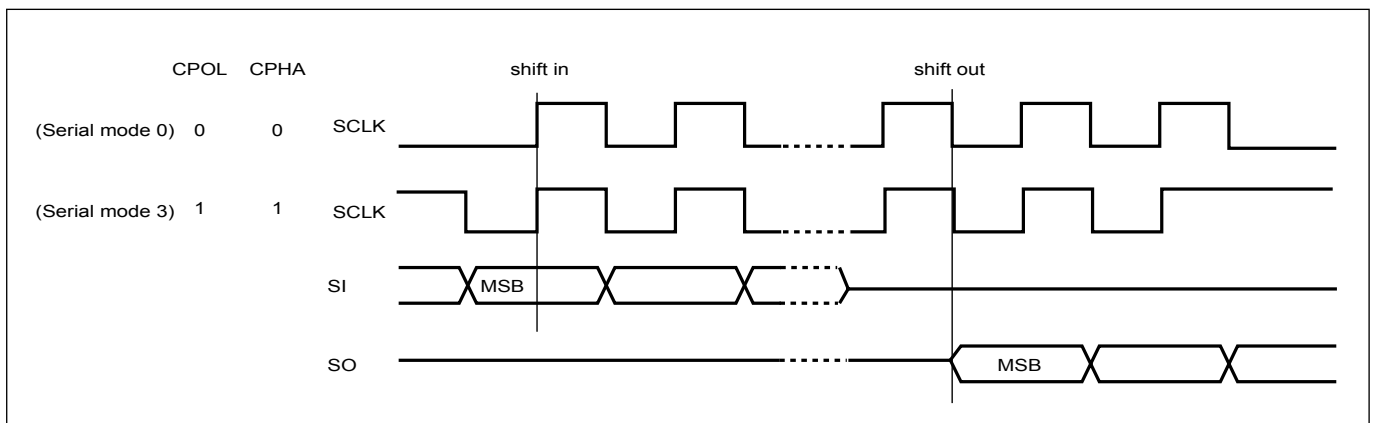 CPOL CPHA shift in shift out
(Serial mode 0) 0 0 SCLK
(Serial mode 3) 1 1 SCLK
SI MSB
SO MSB